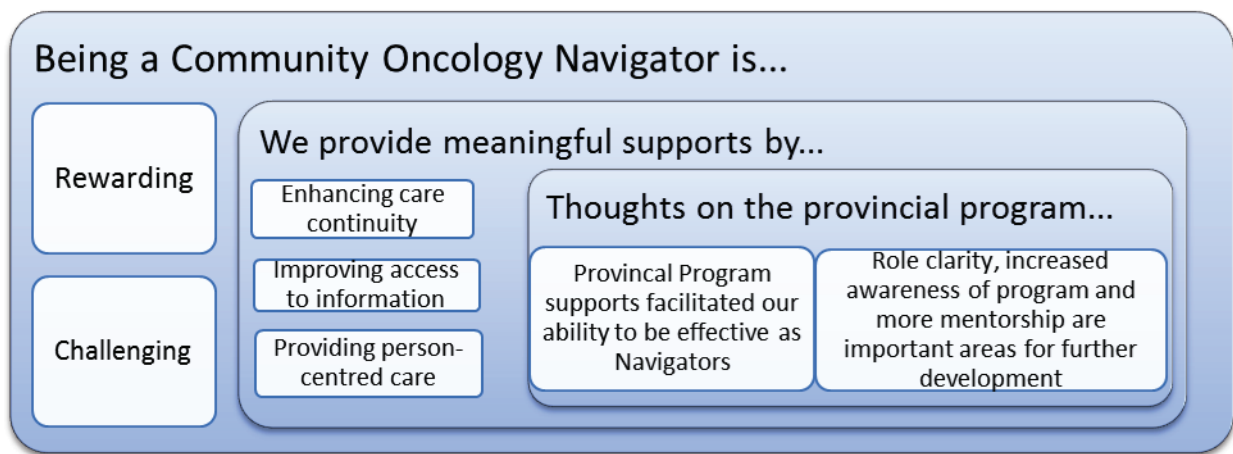 Being a Community Oncology Navigator is...
Rewarding
Challenging
We provide meaningful supports by...
Enhancing care
continuity
Improving access
to information
Providing person-
centred care
Thoughts on the provincial program...
Provincal Program
supports facilitated our
ability to be effective as
Navigators
Role clarity, increased
awareness of program and
more mentorship are
important areas for further
development